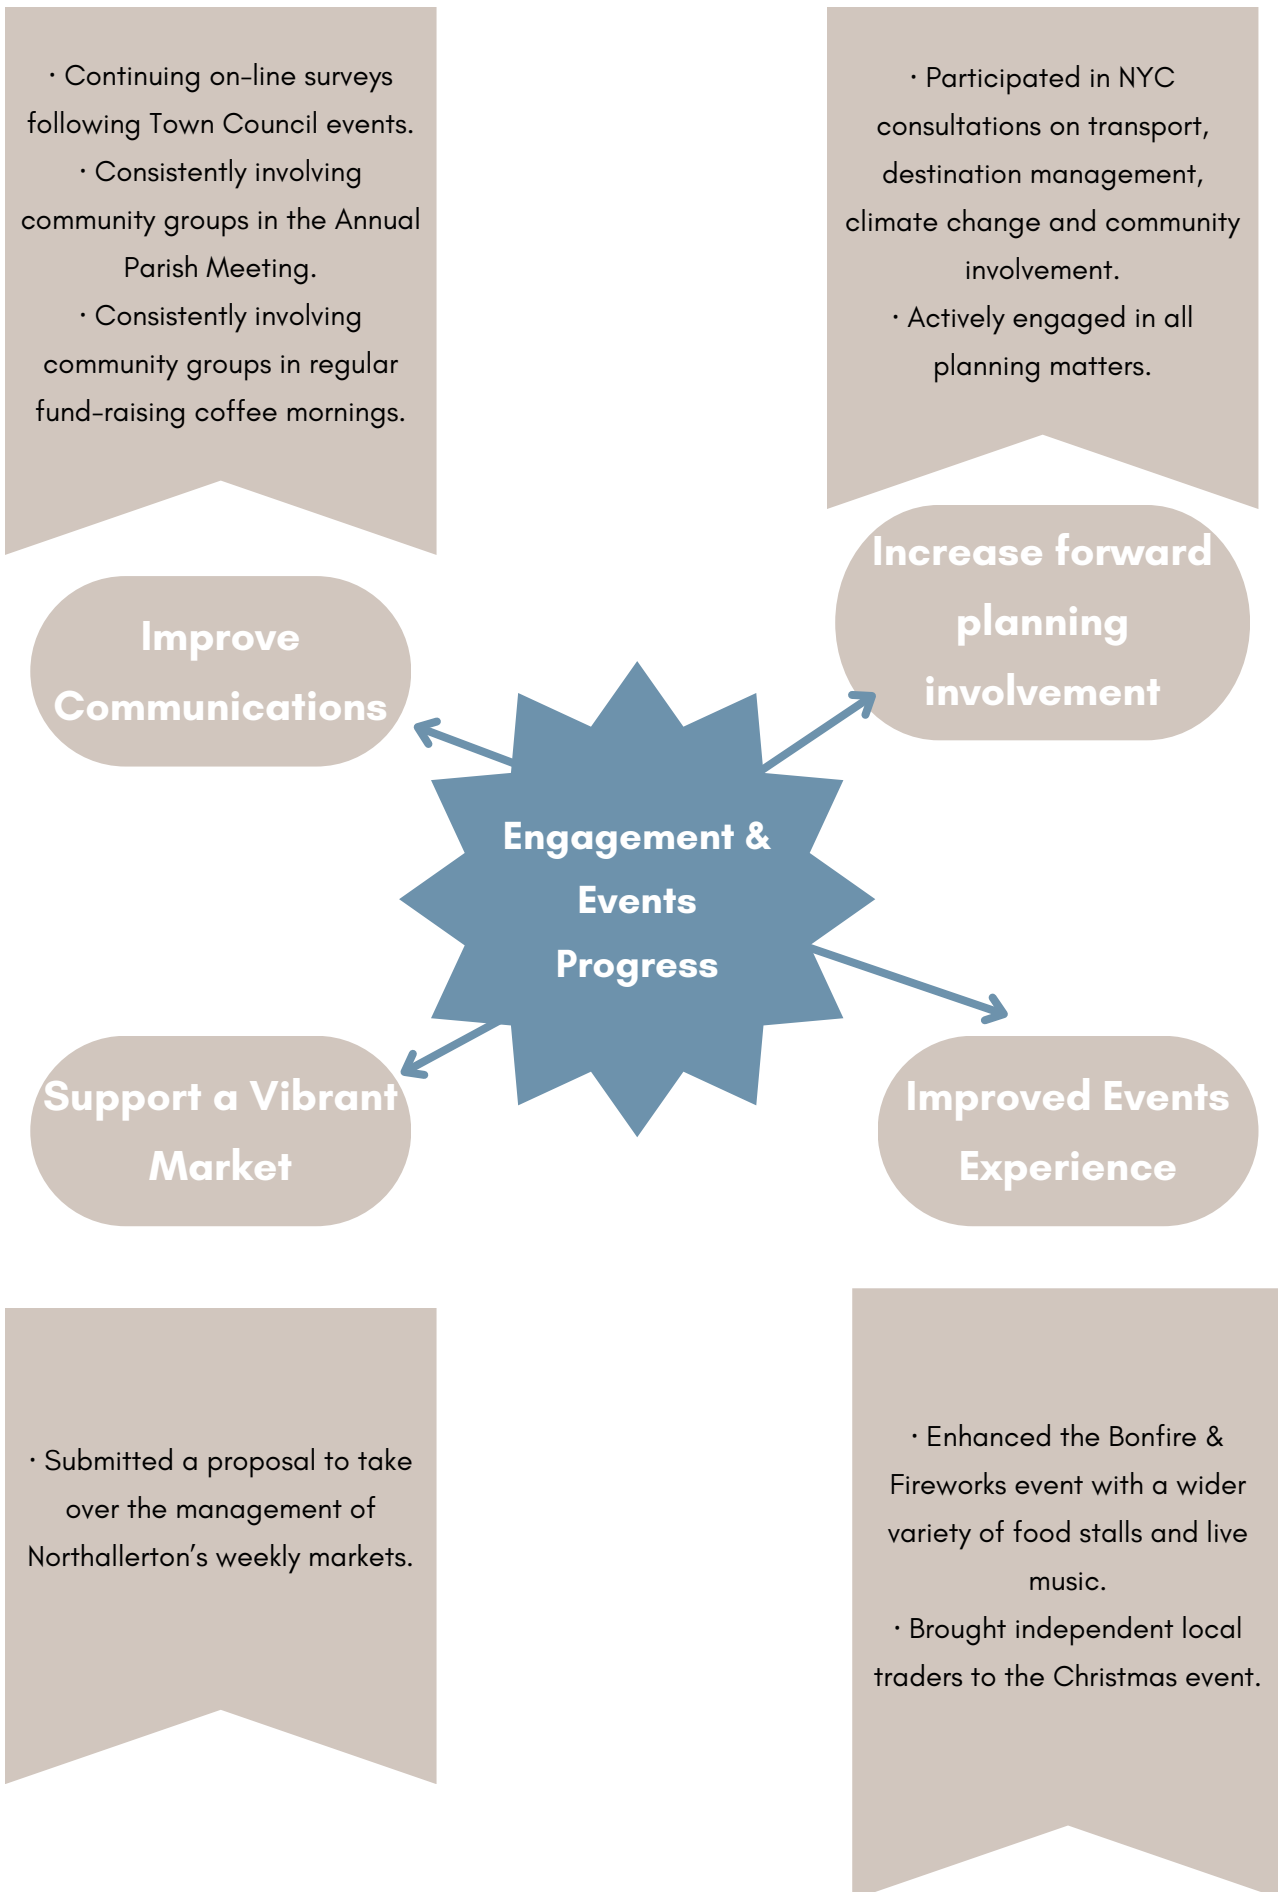 · Continuing on-line surveys
following Town Council events.
· Consistently involving
community groups in the Annual
Parish Meeting.
· Consistently involving
community groups in regular
fund-raising coffee mornings.
· Participated in NYC
consultations on transport,
destination management,
climate change and community
involvement.
· Actively engaged in all
planning matters.
Improve
Communications
Increase forward
planning
involvement
Engagement &
Events
Progress
Support a Vibrant
Market
Improved Events
Experience
· Submitted a proposal to take
over the management of
Northallerton’s weekly markets.
· Enhanced the Bonfire &
Fireworks event with a wider
variety of food stalls and live
music.
· Brought independent local
traders to the Christmas event.